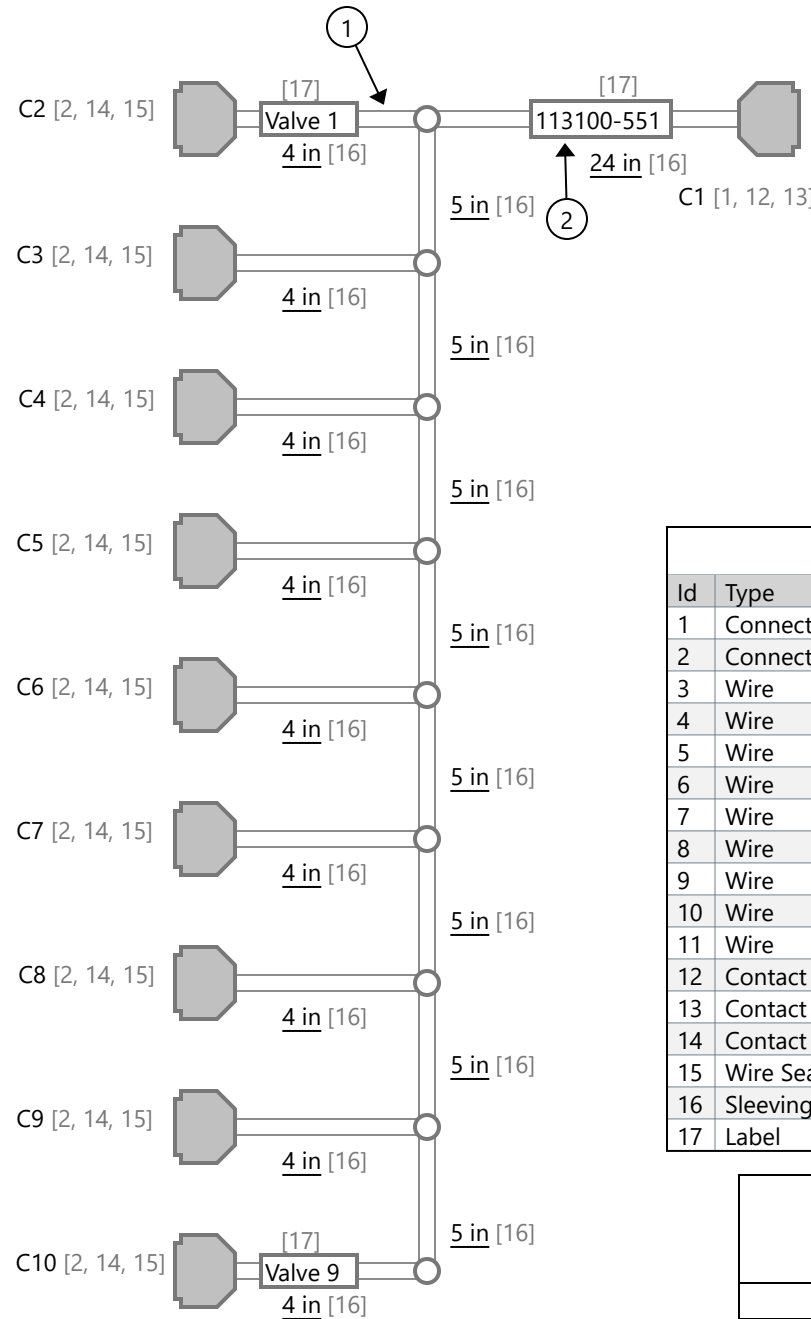 1
[17]
[17]
C2 [2, 14, 15]
Valve 1
113100-551
4 in [16]
24 in [16]
5 in [16]
2
C1 [1, 12, 13]
C3 [2, 14, 15]
4 in [16]
5 in [16]
C4 [2, 14, 15]
4 in [16]
5 in [16]
C5 [2, 14, 15]
4 in [16]
5 in [16]
C6 [2, 14, 15]
4 in [16]
5 in [16]
C7 [2, 14, 15]
4 in [16]
5 in [16]
C8 [2, 14, 15]
4 in [16]
5 in [16]
C9 [2, 14, 15]
4 in [16]
5 in [16]
[17]
C10 [2, 14, 15]
Valve 9
4 in [16]
Id Type
1 Connect
2 Connect
3 Wire
4 Wire
5 Wire
6 Wire
7 Wire
8 Wire
9 Wire
10 Wire
11 Wire
12 Contact
13 Contact
14 Contact
15 Wire Sea
16 Sleeving
17 Label